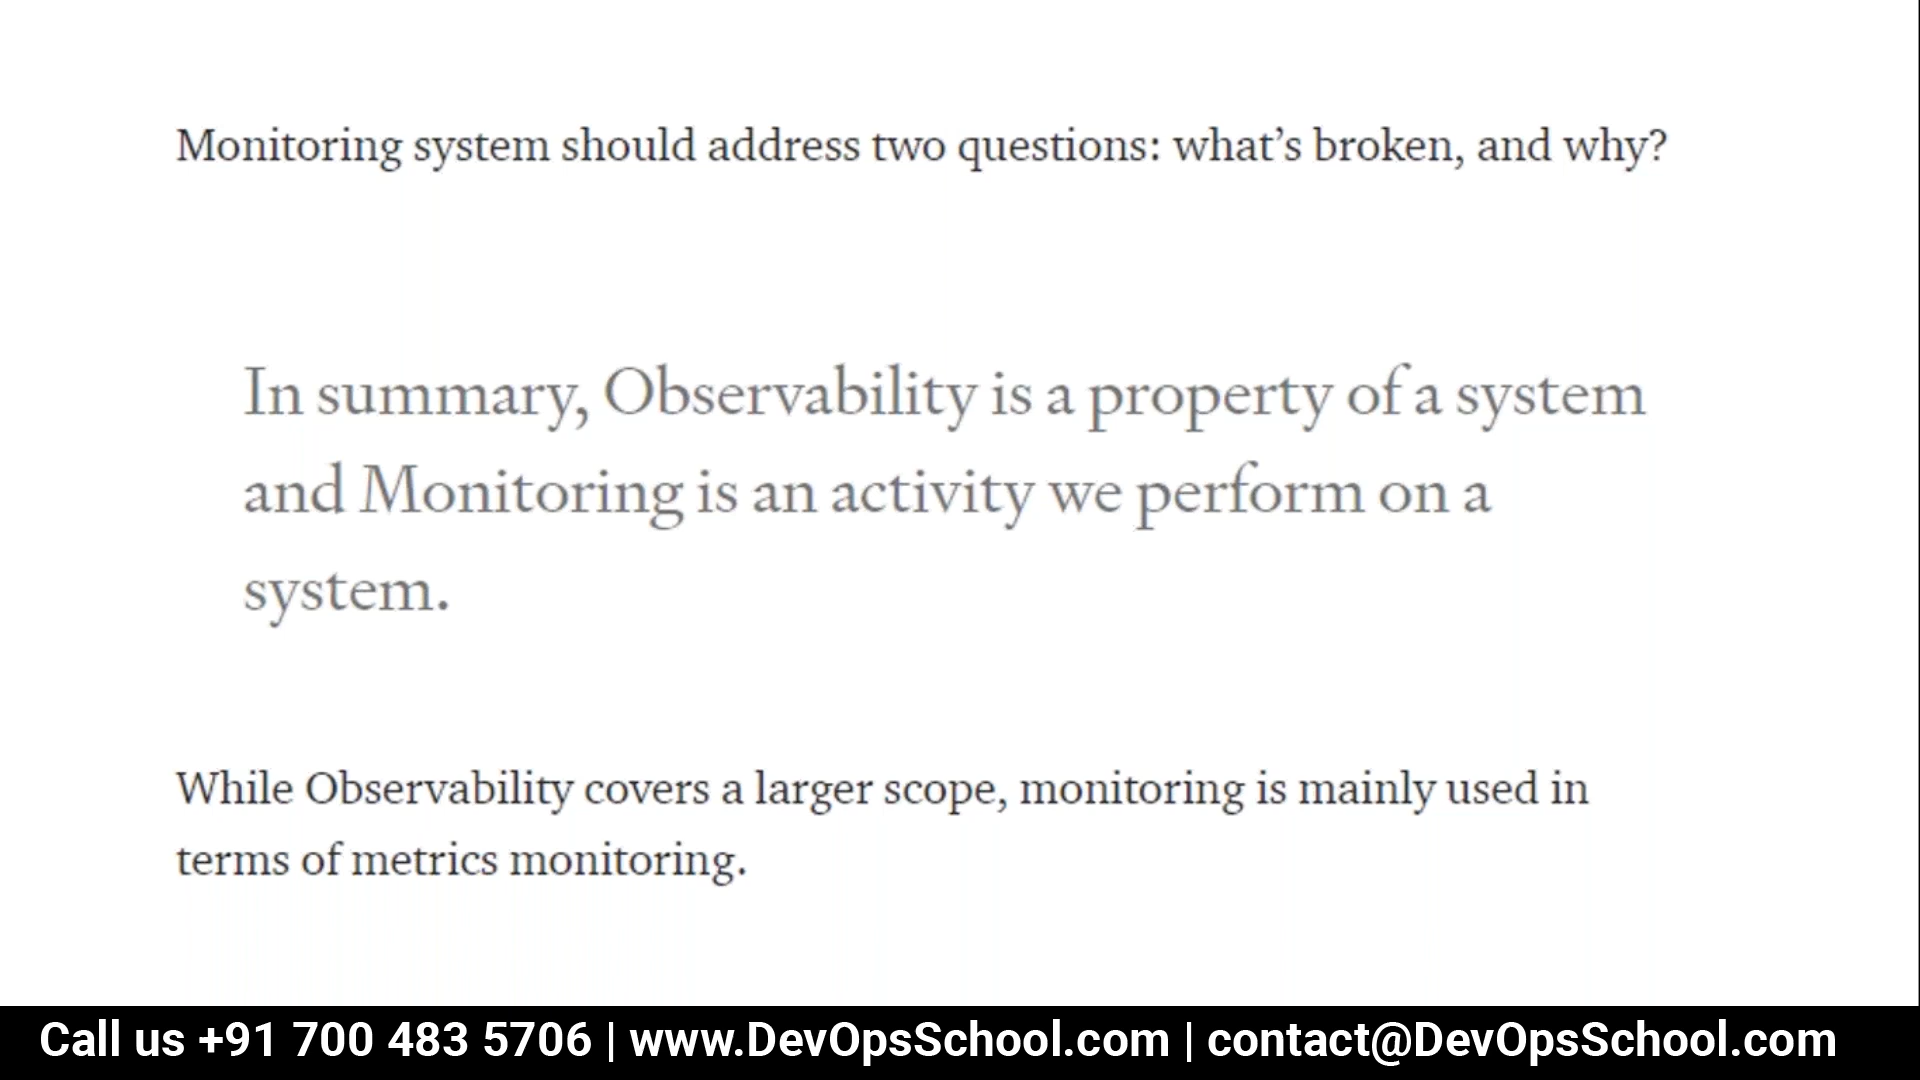 Monitoring system should address two questions: what’s broken, and why?
In summary, Observability is a property of a system
and Monitoring is an activity we perform on a
system.
While Observability covers a larger scope, monitoring is mainly used in
terms of metrics monitoring.
Call us +91 700 483 5706 | www.DevOpsSchool.com | contact@DevOpsSchool.com